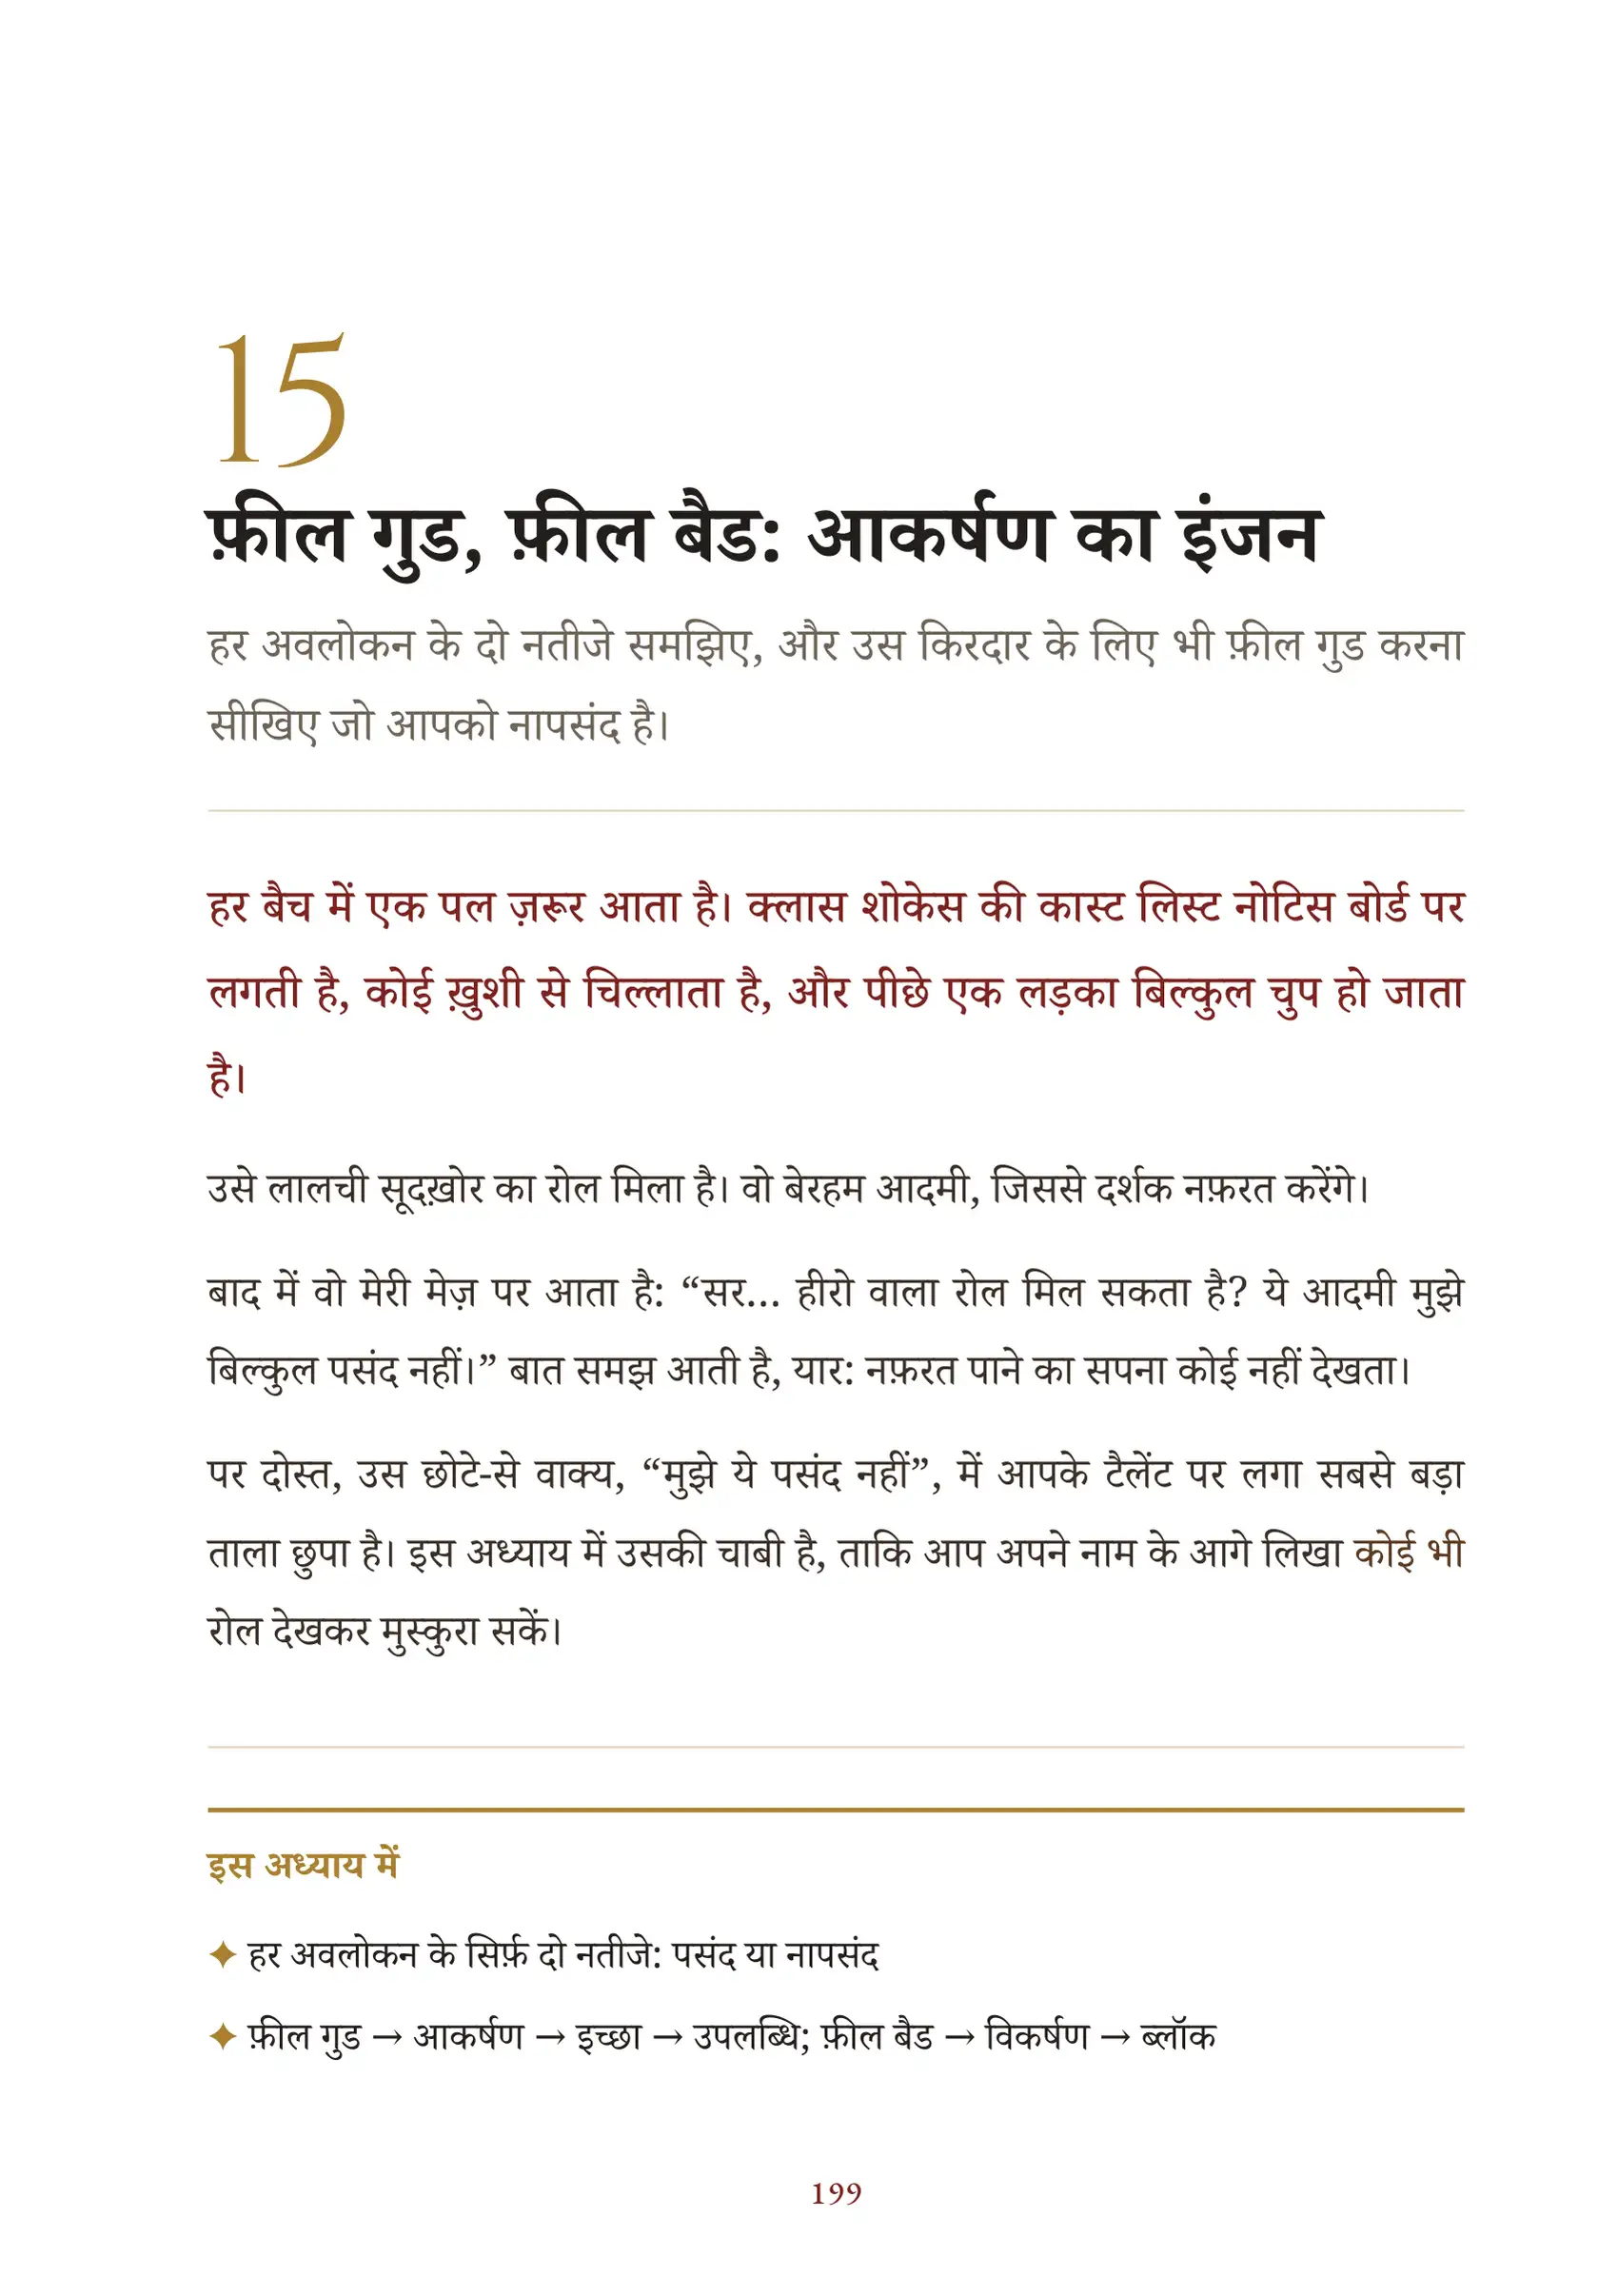 15
फ़ील गुड, फ़ील बैड: आकर्षण का इंजन
हर अवलोकन के दो नतीजे समझिए, और उस किरदार के लिए भी फ़ील गुड करना
सीखिए जो आपको नापसंद है।
हर बैच में एक पल ज़रूर आता है। क्लास शोकेस की कास्ट लिस्ट नोटिस बोर्ड पर
लगती है, कोई ख़ुशी से चिल्लाता है, और पीछे एक लड़का बिल्कुल चुप हो जाता
है।
उसे लालची सूदख़ोर का रोल मिला है। वो बेरहम आदमी, जिससे दर्शक नफ़रत करेंगे।
बाद में वो मेरी मेज़ पर आता है: “सर… हीरो वाला रोल मिल सकता है? ये आदमी मुझे
बिल्कुल पसंद नहीं।” बात समझ आती है, यार: नफ़रत पाने का सपना कोई नहीं देखता।
पर दोस्त, उस छोटे-से वाक्य, “मुझे ये पसंद नहीं”, में आपके टैलेंट पर लगा सबसे बड़ा
ताला छुपा है। इस अध्याय में उसकी चाबी है, ताकि आप अपने नाम के आगे लिखा कोई भी
रोल देखकर मुस्कुरा सकें।
इस अध्याय में
✦ हर अवलोकन के सिर्फ़ दो नतीजे: पसंद या नापसंद
✦ फ़ील गुड → आकर्षण → इच्छा → उपलब्धि; फ़ील बैड → विकर्षण → ब्लॉक
199